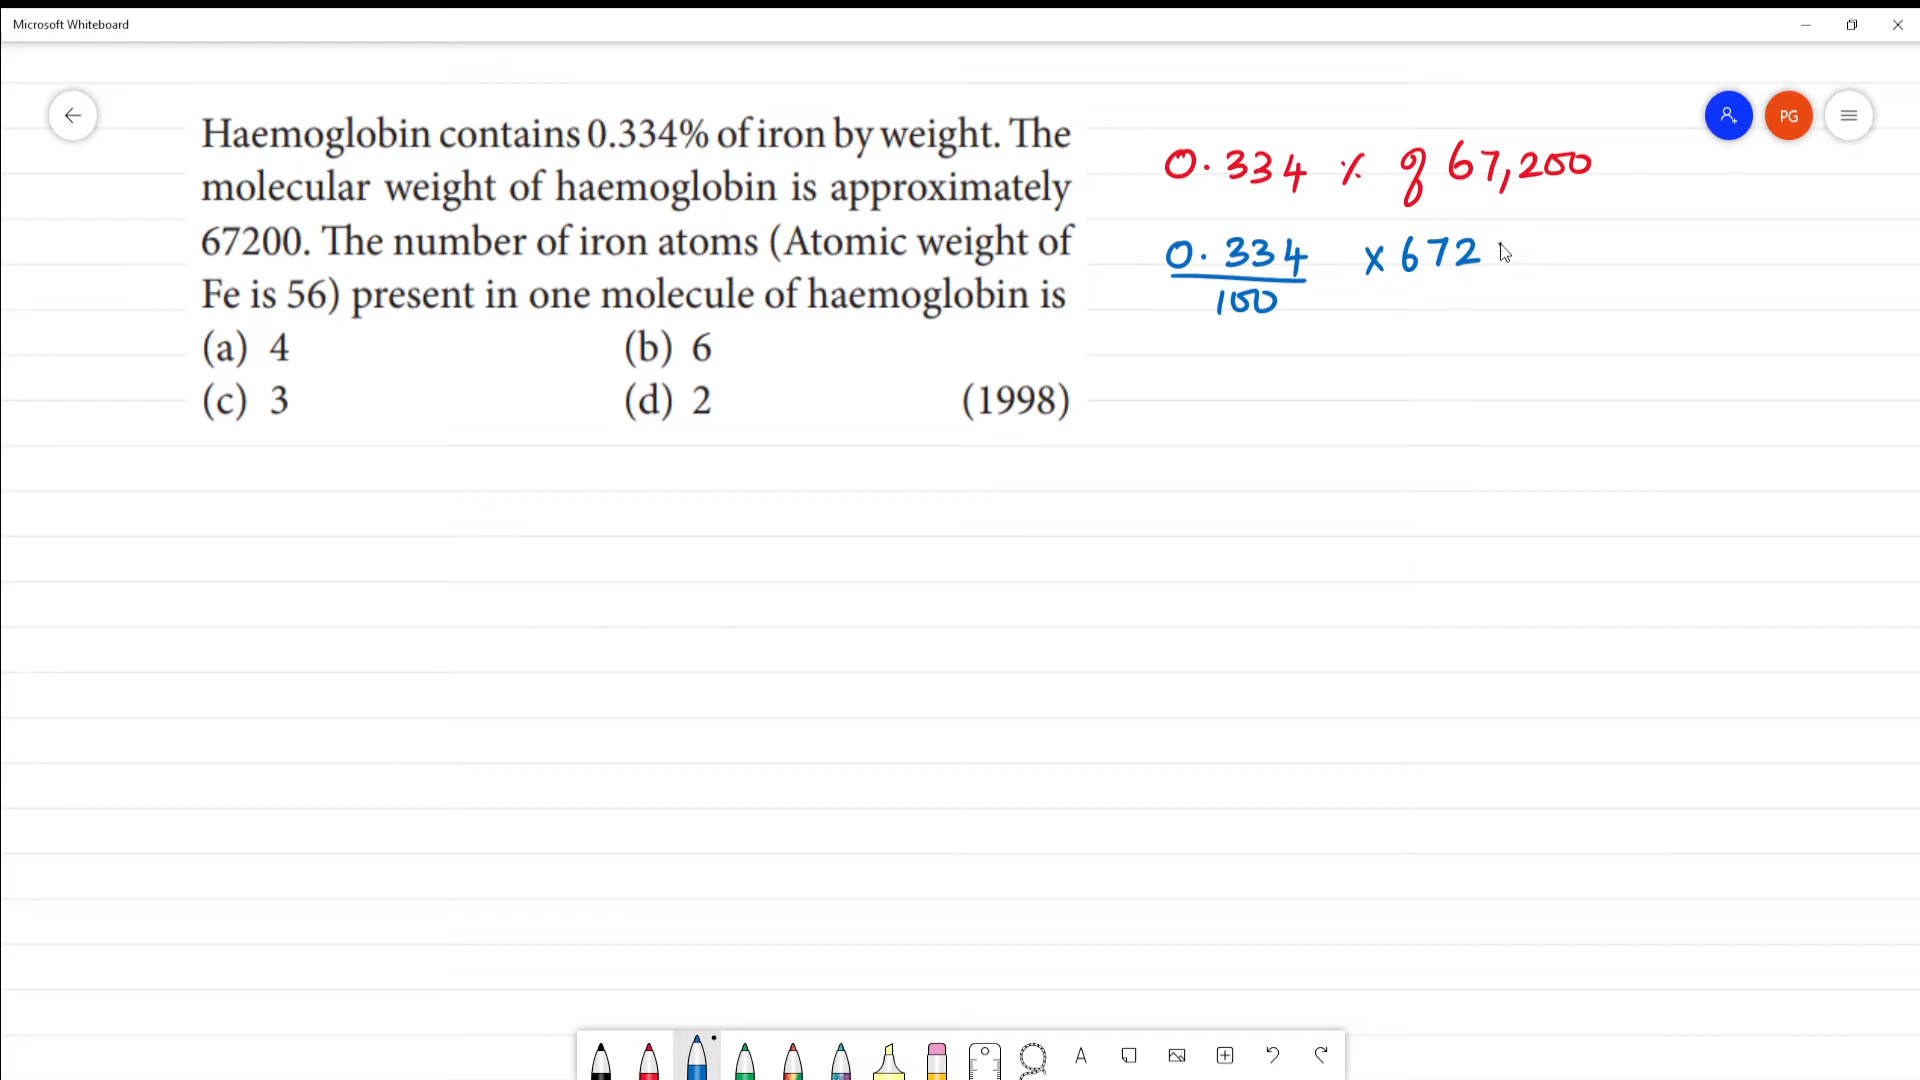 Microsoft Whiteboard
PG
Haemoglobin contains 0.334% of iron by weight. The
molecular weight of haemoglobin is approximately
67200. The number of iron atoms (Atomic weight of
Fe is 56) present in one molecule of haemoglobin is
(a) 4 (b) 6
(c) 3 (d) 2 (1998)
0.334 % of 67,200
0.334 × 672
100
A